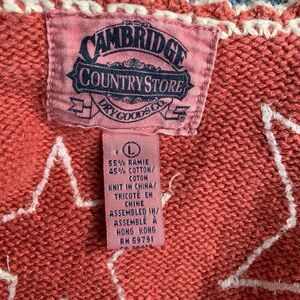 CAMBRIDGE
COUNTRY STORE
DRY GOODS CO.
L
55% RAMIE
45% COTTON/
COTON
KNIT IN CHINA/
TRICOTÉ EN
CHINE
ASSEMBLED IN/
ASSEMBLÉ A
HONG KONG
RN 59791